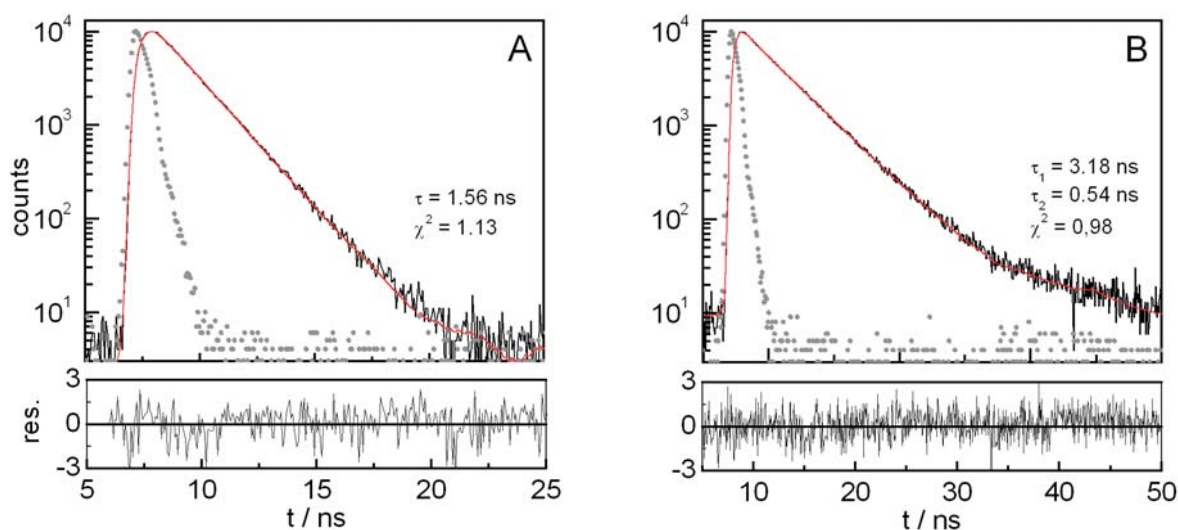 A
10⁴
10³
10²
10¹
counts
τ = 1.56 ns
χ² = 1.13
3
0
-3
res.
5 10 15 20 25
t / ns
B
10⁴
10³
10²
10¹
τ₁ = 3.18 ns
τ₂ = 0.54 ns
χ² = 0,98
3
0
-3
10 20 30 40 50
t / ns